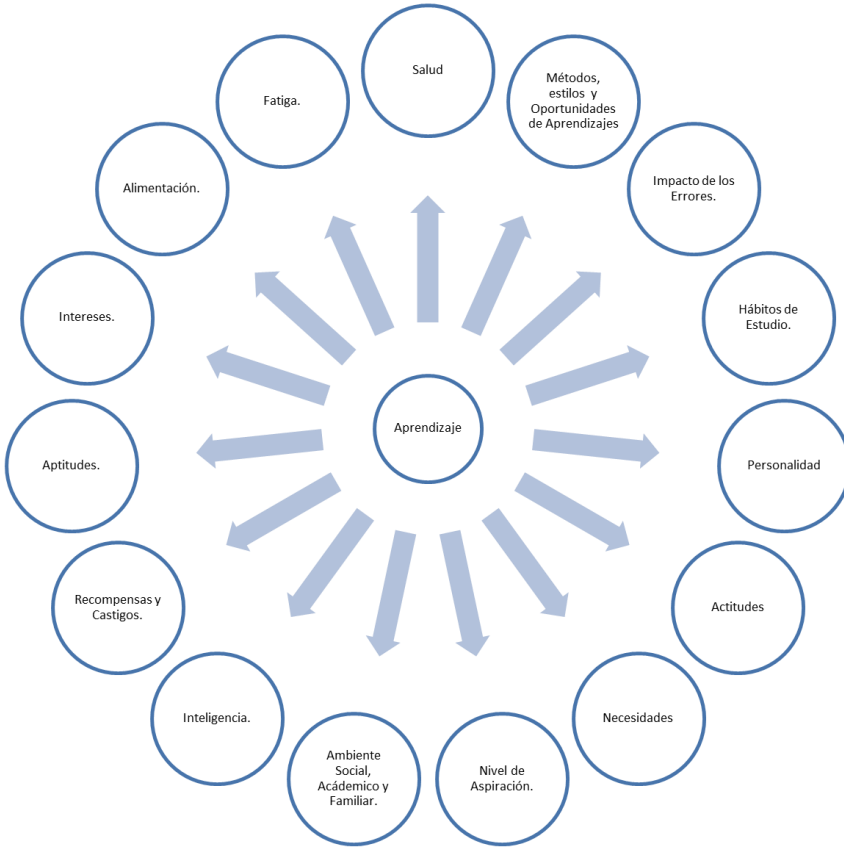 Salud
Métodos,
estilos y
Oportunidades
de Aprendizajes
Impacto de los
Errores.
Hábitos de
Estudio.
Personalidad
Actitudes
Necesidades
Nivel de
Aspiración.
Ambiente
Social,
Acádemico y
Familiar.
Inteligencia.
Recompensas y
Castigos.
Aptitudes.
Intereses.
Alimentación.
Fatiga.
Aprendizaje